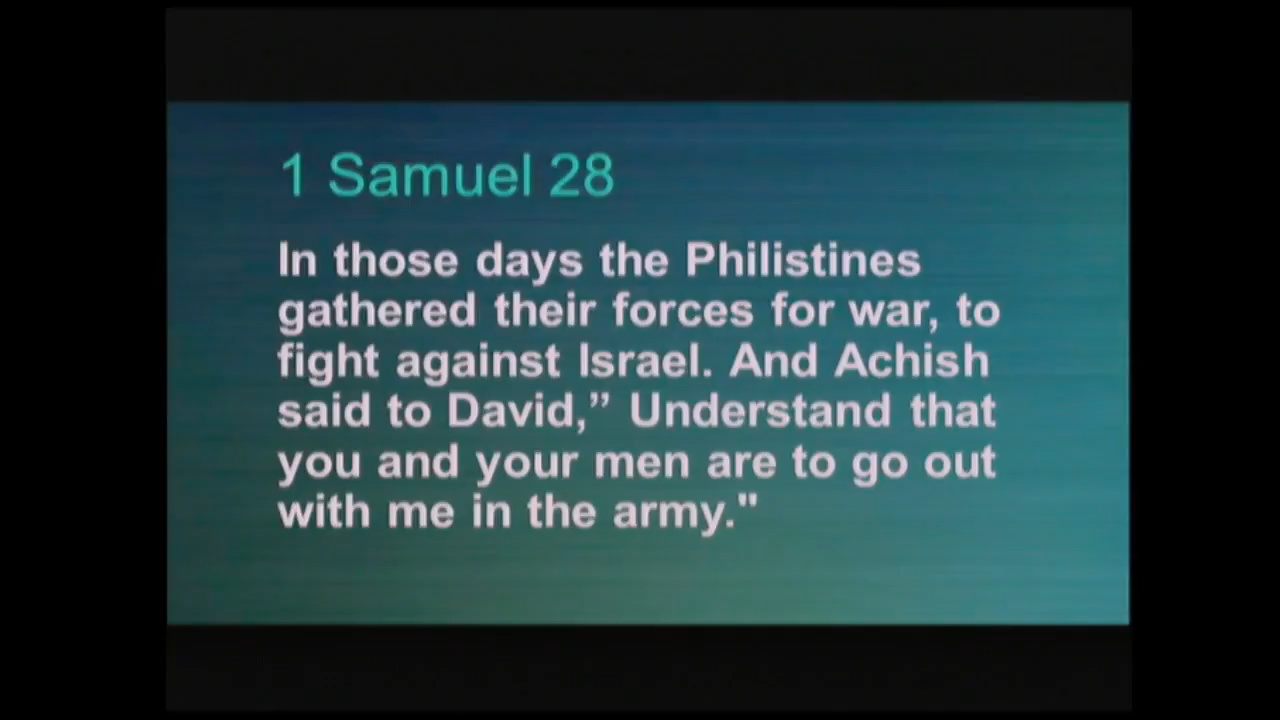 1 Samuel 28
In those days the Philistines
gathered their forces for war, to
fight against Israel. And Achish
said to David,” Understand that
you and your men are to go out
with me in the army."